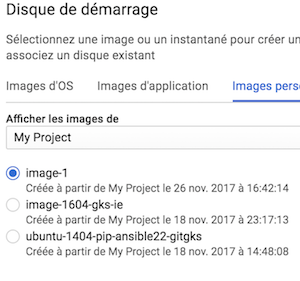 Disque de démarrage
Sélectionnez une image ou un instantané pour créer un
associez un disque existant
Images d'OS Images d'application Images pers
Afficher les images de
My Project
image-1
Créée à partir de My Project le 26 nov. 2017 à 16:42:14
image-1604-gks-ie
Créée à partir de My Project le 18 nov. 2017 à 23:17:13
ubuntu-1404-pip-ansible22-gitgks
Créée à partir de My Project le 18 nov. 2017 à 14:48:08